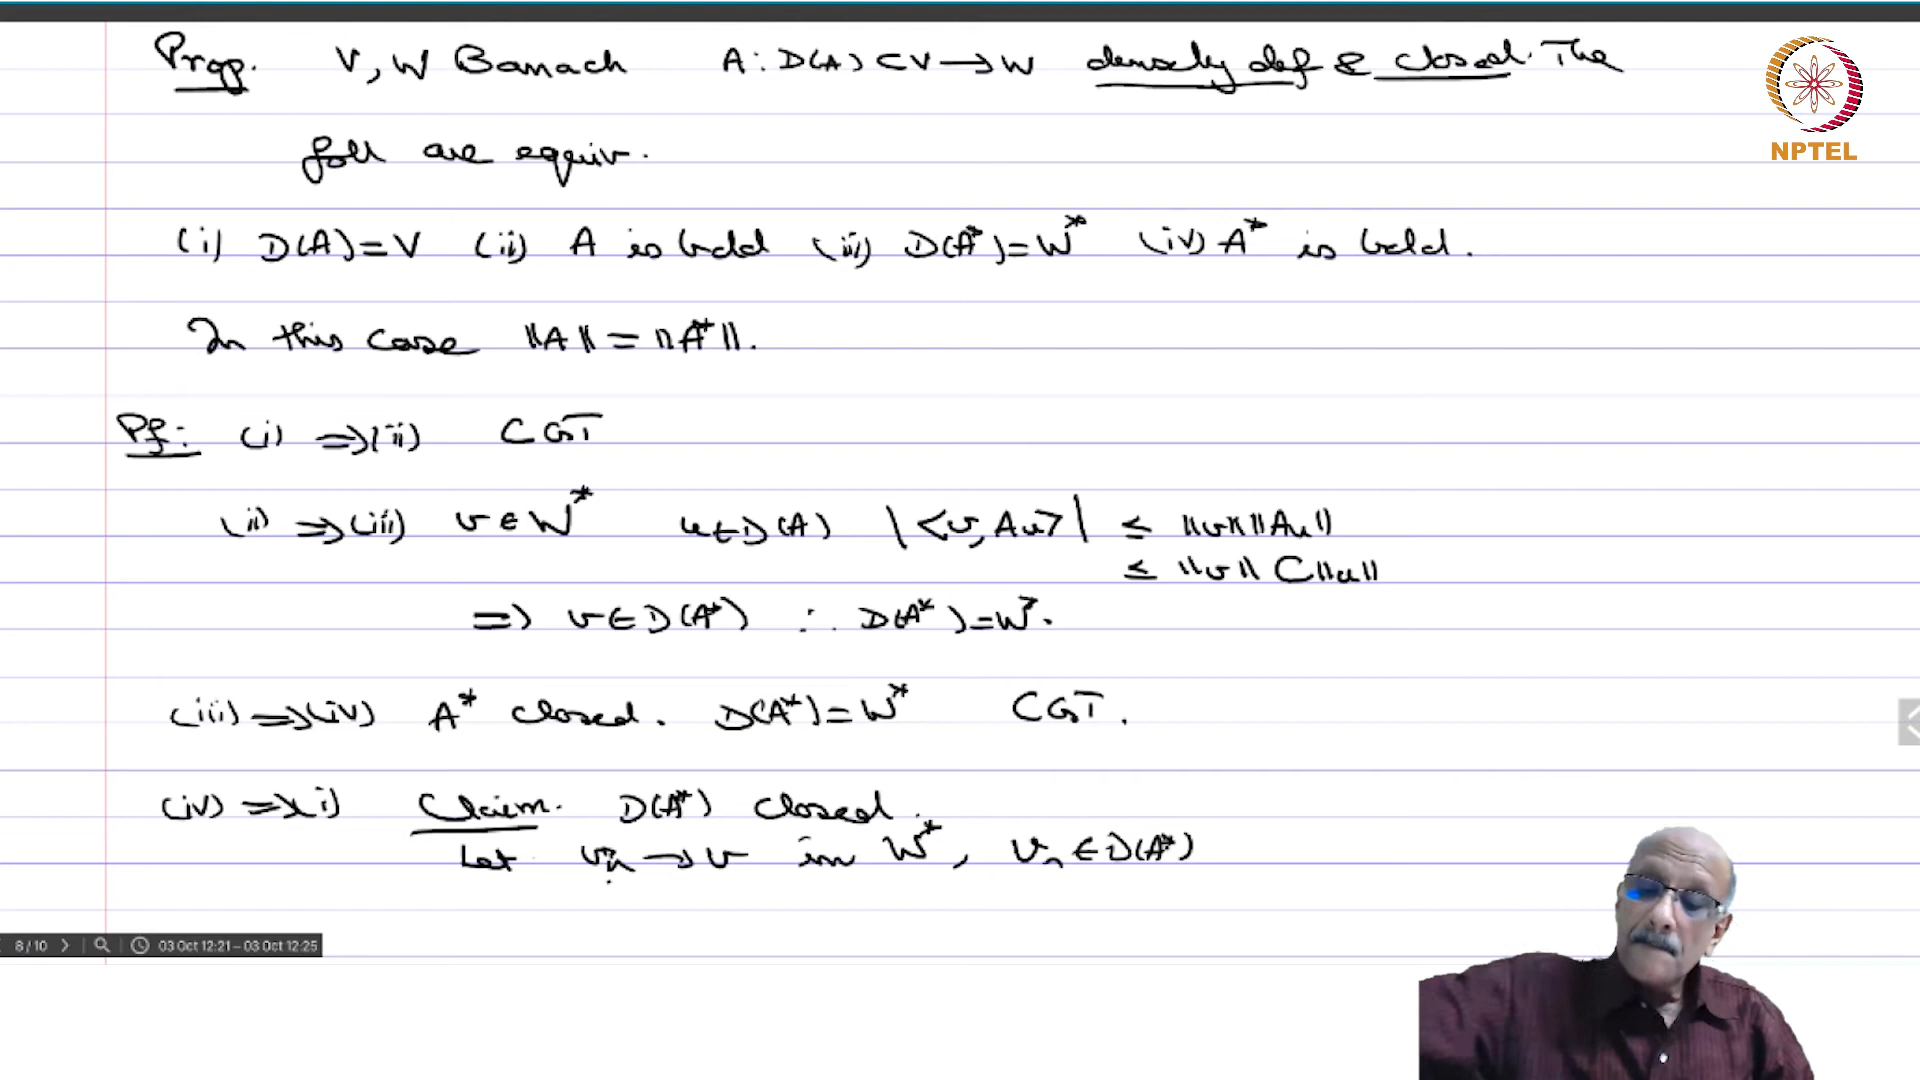 Prop. V, W Banach A: D(A) ⊂ V → W densely def & closed. The
foll are equiv.
(i) D(A)=V (ii) A is bdd (iii) D(A*)=W* (iv) A* is bdd.
In this case ||A|| = ||A*||.
Pf: (i) ⇒ (ii) CGT
(ii) ⇒ (iii) v ∈ W* u ∈ D(A) |<v, Au>| ≤ ||v|| ||Au||
≤ ||v|| C||u||
⇒ v ∈ D(A*) ∴ D(A*)=W*.
(iii) ⇒ (iv) A* closed. D(A*)=W* CGT.
(iv) ⇒ (i) Claim. D(A*) closed.
Let vₙ → v in W*, vₙ ∈ D(A*)
NPTEL
8/10 03 Oct 12:21 – 03 Oct 12:25